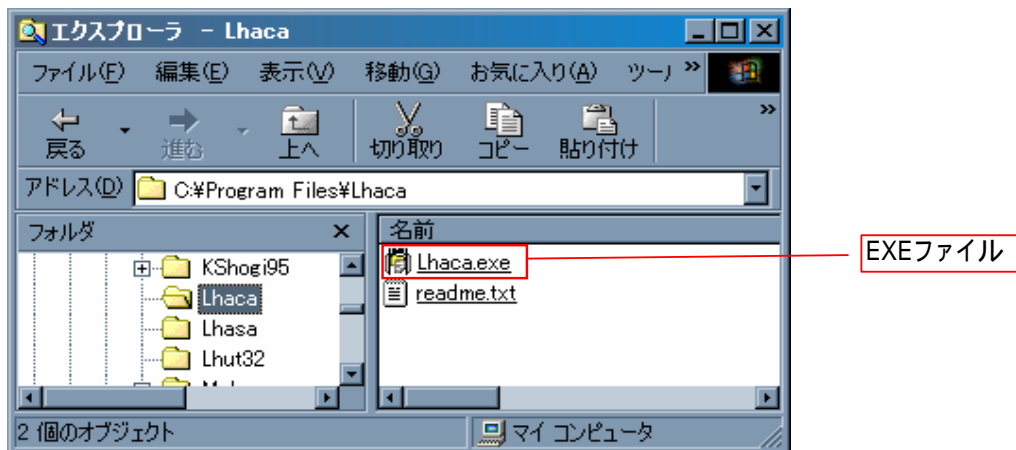 エクスプローラ - Lhaca
ファイル(F) 編集(E) 表示(V) 移動(G) お気に入り(A) ツー »
戻る 進む 上へ 切り取り コピー 貼り付け »
アドレス(D) C:¥Program Files¥Lhaca
フォルダ ×
KShogi95
Lhaca
Lhasa
Lhut32
名前
Lhaca.exe
readme.txt
EXEファイル
2 個のオブジェクト
マイ コンピュータ